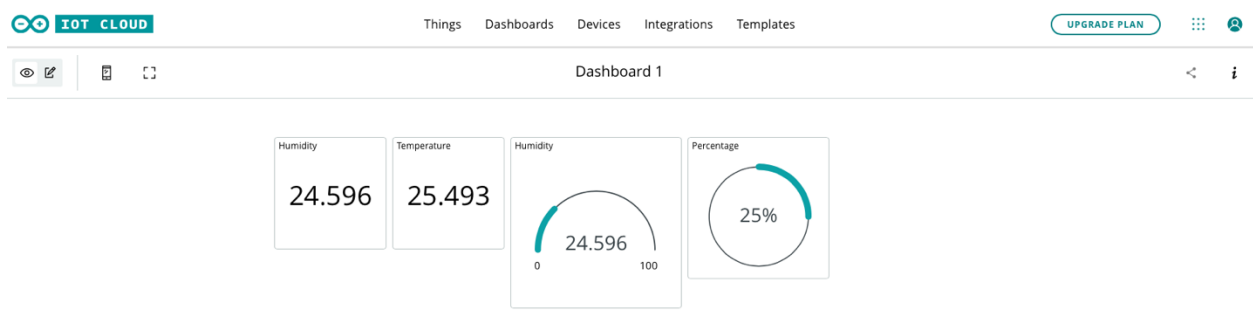 IOT CLOUD
Things Dashboards Devices Integrations Templates
UPGRADE PLAN
Dashboard 1
i
Humidity
24.596
Temperature
25.493
Humidity
24.596
0 100
Percentage
25%